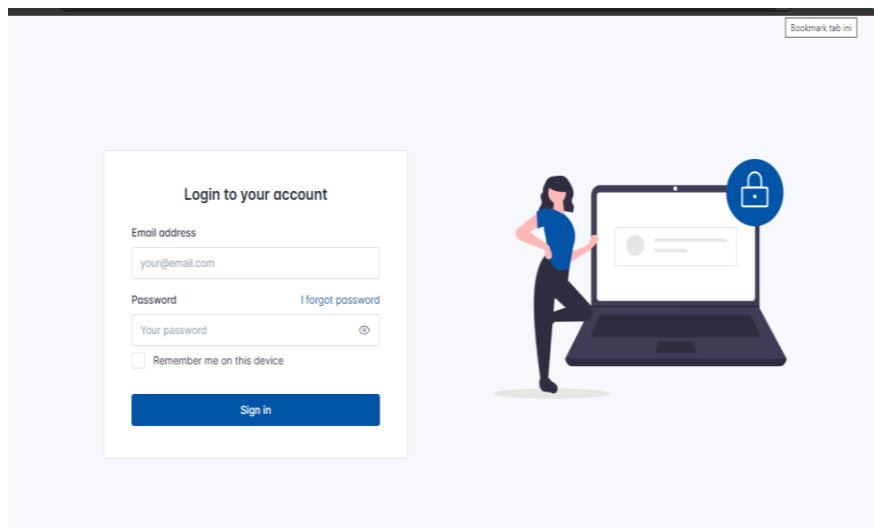 Bookmark tab ini
Login to your account
Email address
your@email.com
Password I forgot password
Your password
Remember me on this device
Sign in